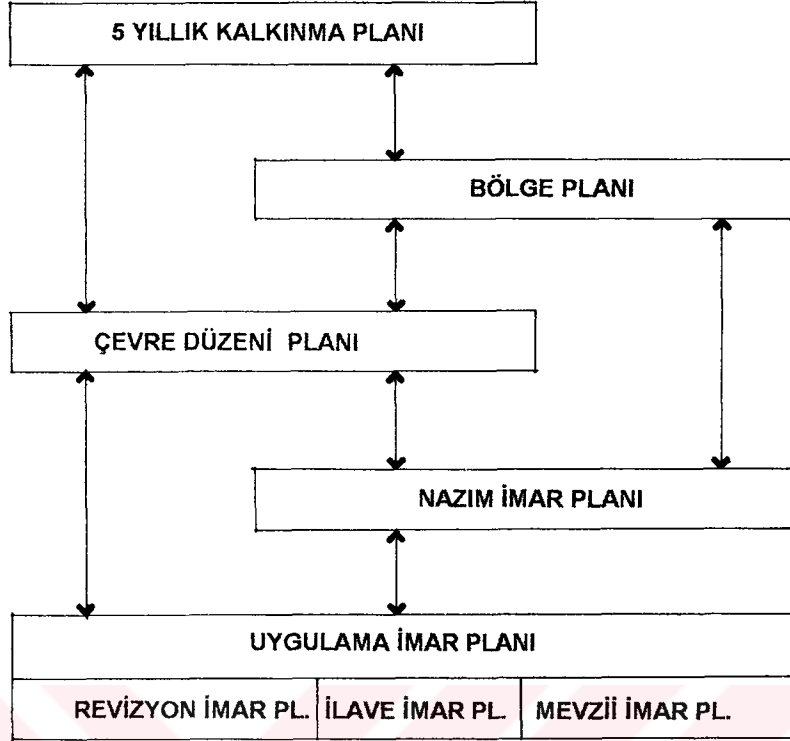 5 YILLIK KALKINMA PLANI
BÖLGE PLANI
ÇEVRE DÜZENİ PLANI
NAZIM İMAR PLANI
UYGULAMA İMAR PLANI
REVİZYON İMAR PL. İLAVE İMAR PL. MEVZİİ İMAR PL.